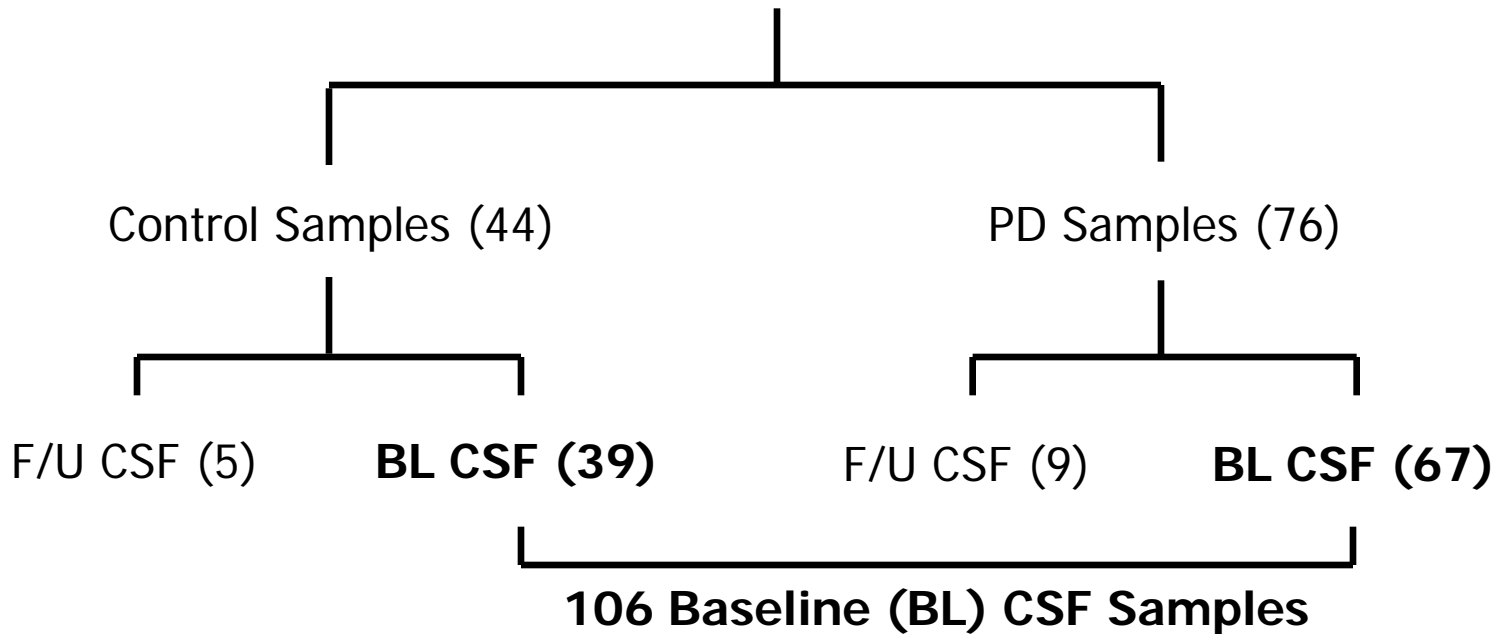 Control Samples (44) PD Samples (76)
F/U CSF (5) BL CSF (39) F/U CSF (9) BL CSF (67)
106 Baseline (BL) CSF Samples